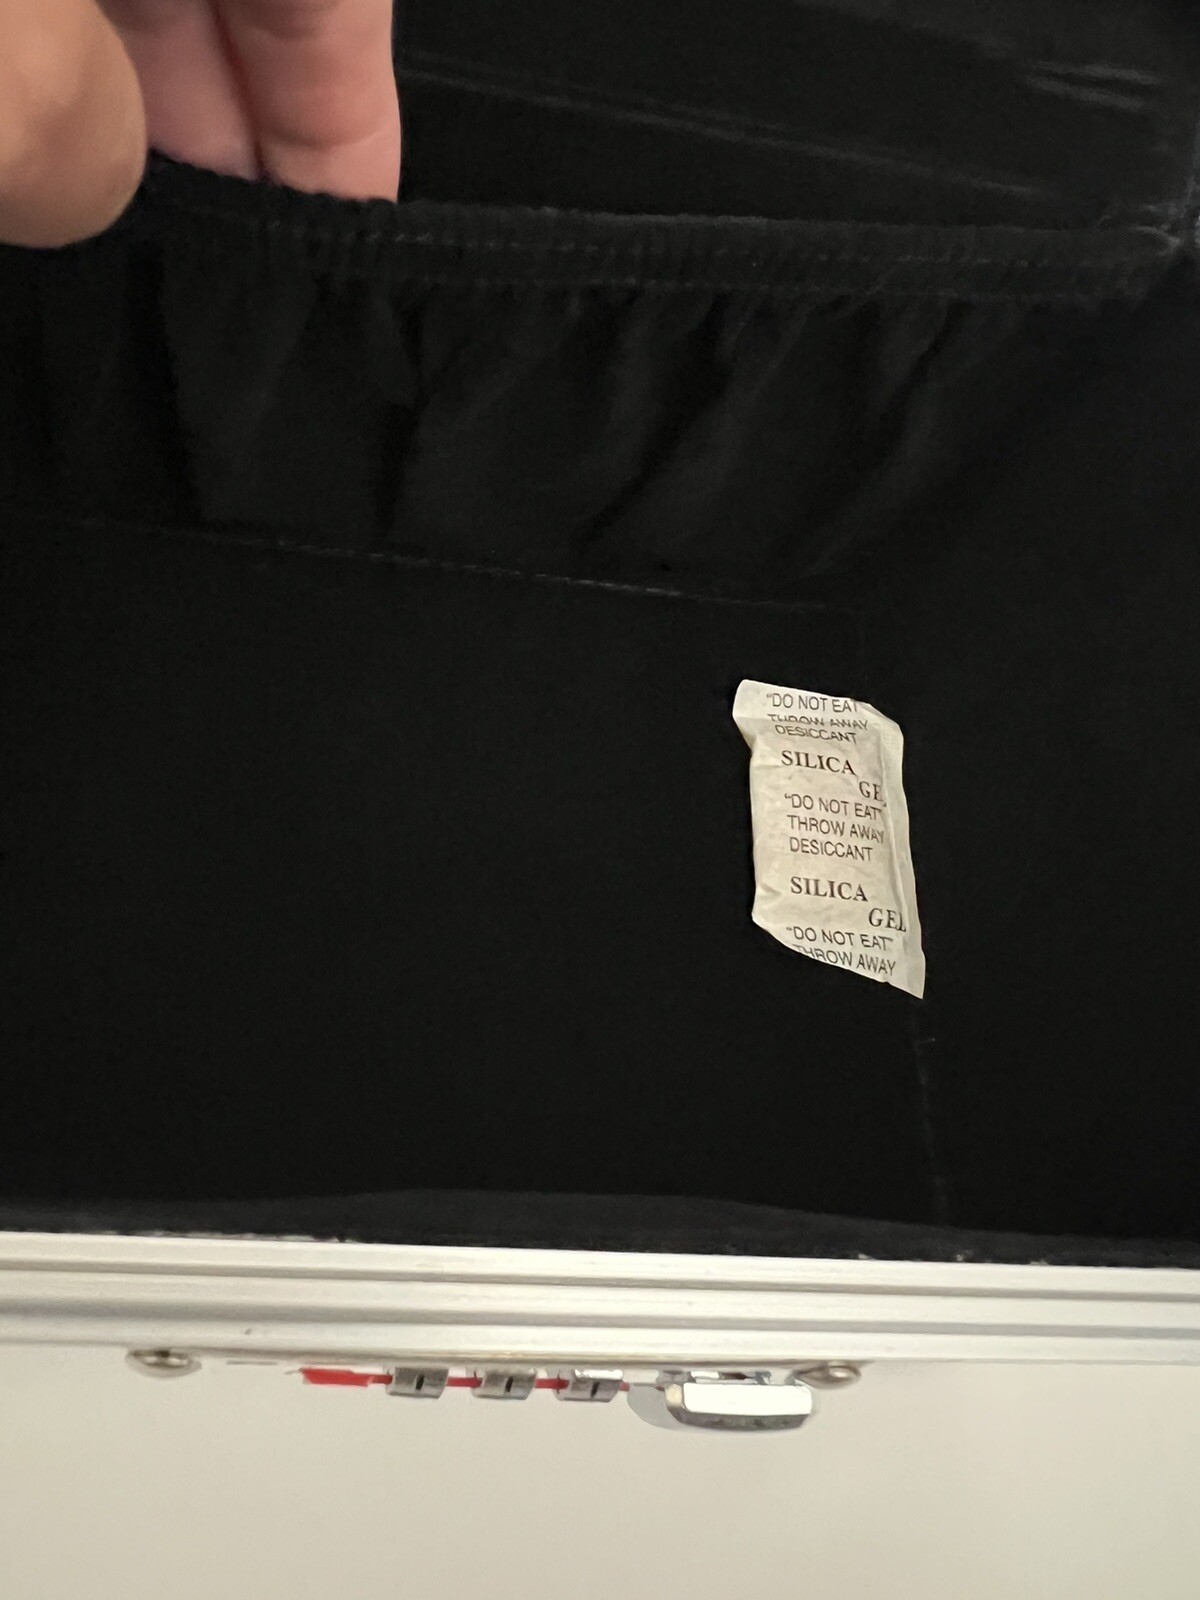 "DO NOT EAT
THROW AWAY
DESICCANT
SILICA
GEL
"DO NOT EAT"
THROW AWAY
DESICCANT
SILICA
GEL
"DO NOT EAT"
THROW AWAY